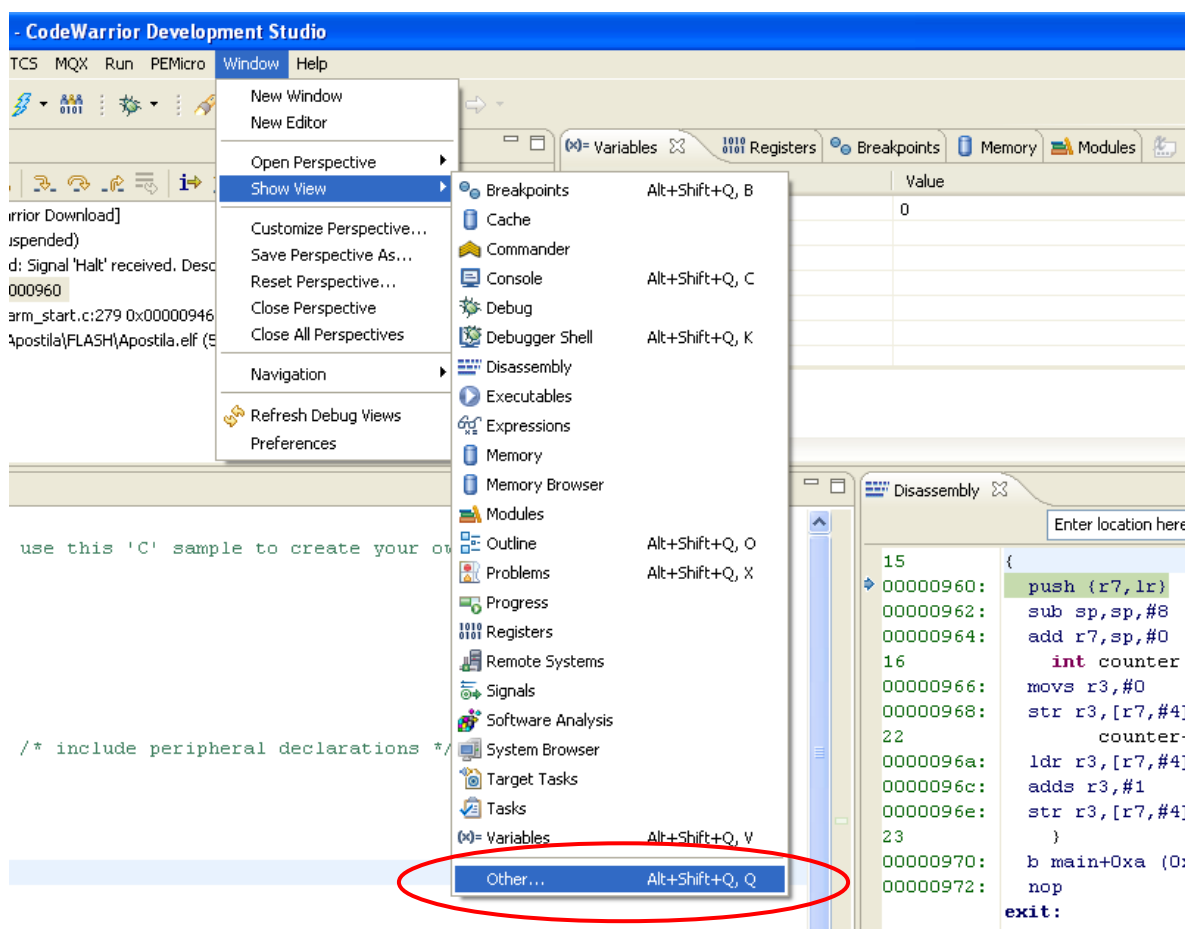 - CodeWarrior Development Studio
TCS MQX Run PEMicro Window Help
New Window
New Editor
Open Perspective
Show View
Customize Perspective...
Save Perspective As...
Reset Perspective...
Close Perspective
Close All Perspectives
Navigation
Refresh Debug Views
Preferences
Variables Registers Breakpoints Memory Modules
Value
0
rrior Download]
uspended)
d: Signal 'Halt' received. Desc
000960
arm_start.c:279 0x00000946
Apostila\FLASH\Apostila.elf (5
Breakpoints Alt+Shift+Q, B
Cache
Commander
Console Alt+Shift+Q, C
Debug
Debugger Shell Alt+Shift+Q, K
Disassembly
Executables
Expressions
Memory
Memory Browser
Modules
Outline Alt+Shift+Q, O
Problems Alt+Shift+Q, X
Progress
Registers
Remote Systems
Signals
Software Analysis
System Browser
Target Tasks
Tasks
Variables Alt+Shift+Q, V
Other... Alt+Shift+Q, Q
use this 'C' sample to create your o
/* include peripheral declarations */
Disassembly
Enter location here
15 {
00000960: push {r7,lr}
00000962: sub sp,sp,#8
00000964: add r7,sp,#0
16 int counter
00000966: movs r3,#0
00000968: str r3,[r7,#4]
22 counter
0000096a: ldr r3,[r7,#4]
0000096c: adds r3,#1
0000096e: str r3,[r7,#4]
23 }
00000970: b main+0xa (0
00000972: nop
exit: